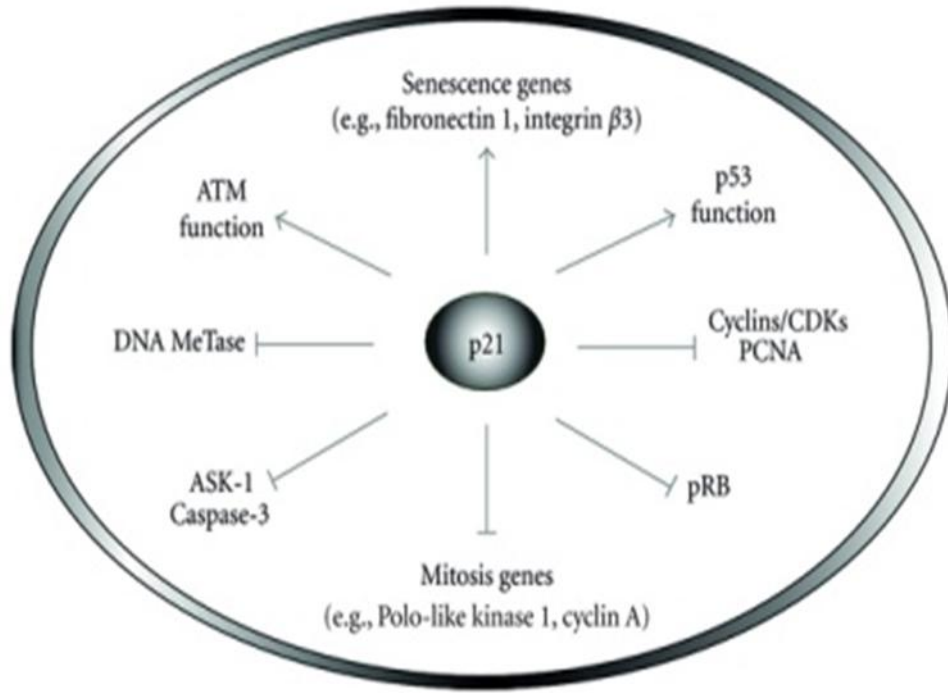 Senescence genes
(e.g., fibronectin 1, integrin β3)
ATM
function
p53
function
DNA MeTase
p21
Cyclins/CDKs
PCNA
ASK-1
Caspase-3
pRB
Mitosis genes
(e.g., Polo-like kinase 1, cyclin A)